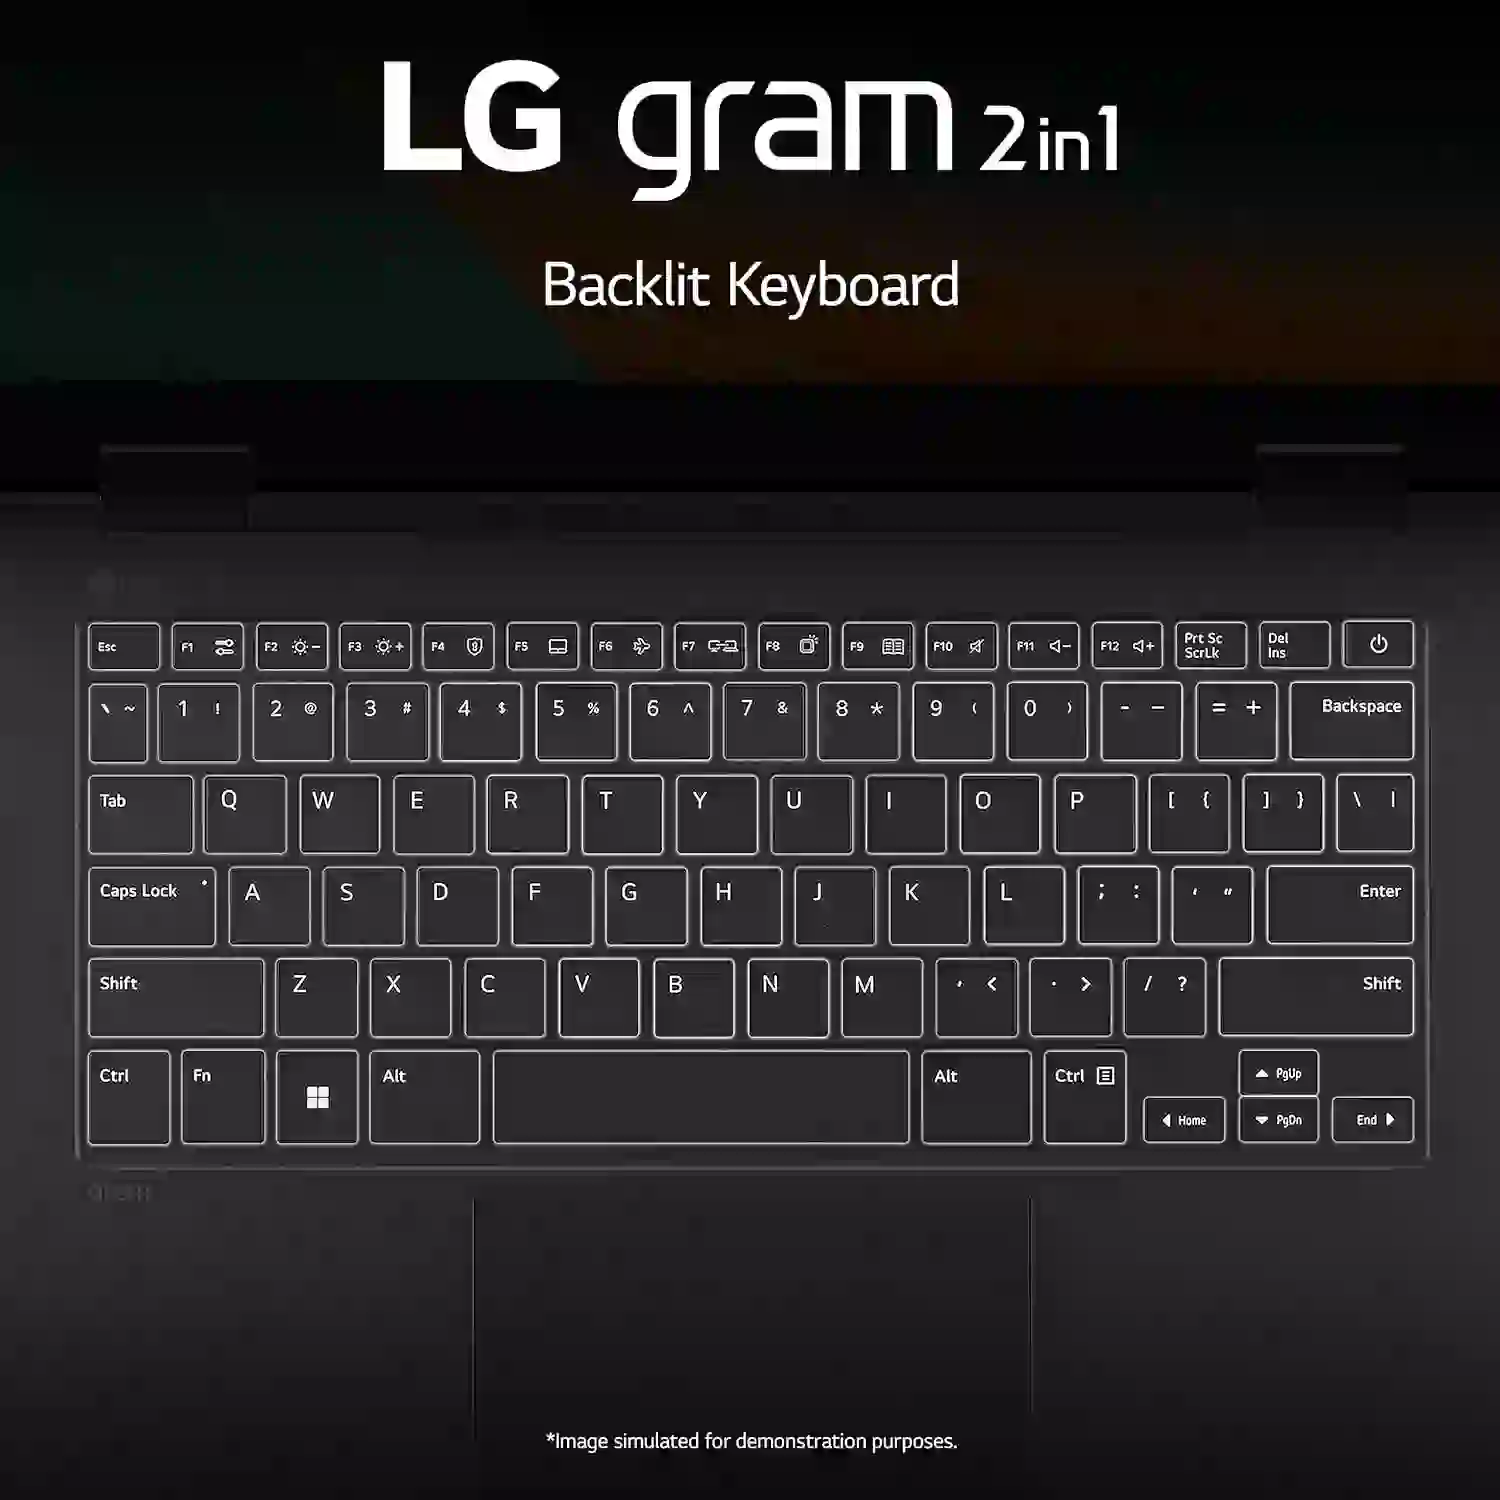 LG gram 2in1
Backlit Keyboard
Esc F1 F2 - F3 + F4 F5 F6 F7 F8 F9 F10 F11 - F12 + Prt Sc ScrLk Del Ins
\ ~ 1 ! 2 @ 3 # 4 $ 5 % 6 ^ 7 & 8 * 9 ( 0 ) - – = + Backspace
Tab Q W E R T Y U I O P [ { ] } \ |
Caps Lock A S D F G H J K L ; : ‘ “ Enter
Shift Z X C V B N M , < . > / ? Shift
Ctrl Fn Alt Alt Ctrl ◀ Home ▲ PgUp ▼ PgDn End ▶
gram
*Image simulated for demonstration purposes.